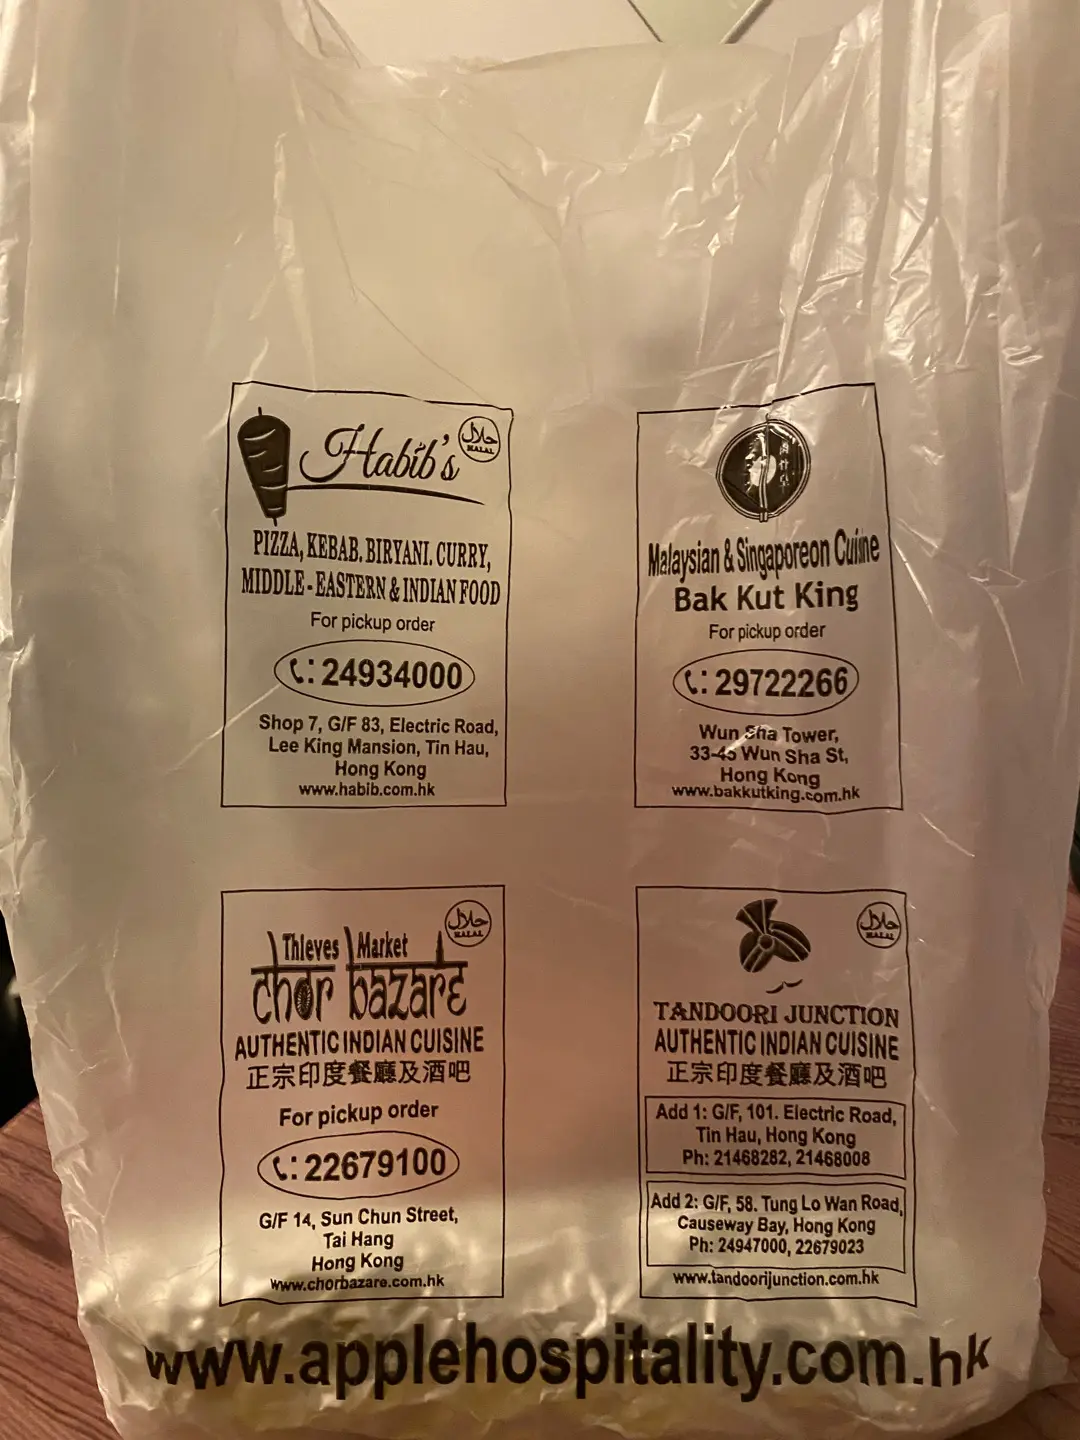 Habib's
حلال
HALAL
PIZZA, KEBAB. BIRYANI. CURRY,
MIDDLE - EASTERN & INDIAN FOOD
For pickup order
: 24934000
Shop 7, G/F 83, Electric Road,
Lee King Mansion, Tin Hau,
Hong Kong
www.habib.com.hk
Malaysian & Singaporeon Cuisine
Bak Kut King
For pickup order
: 29722266
Wun Sha Tower,
33-45 Wun Sha St,
Hong Kong
www.bakkutking.com.hk
حلال
HALAL
Thieves Market
chor bazare
AUTHENTIC INDIAN CUISINE
正宗印度餐廳及酒吧
For pickup order
: 22679100
G/F 14, Sun Chun Street,
Tai Hang
Hong Kong
www.chorbazare.com.hk
حلال
HALAL
TANDOORI JUNCTION
AUTHENTIC INDIAN CUISINE
正宗印度餐廳及酒吧
Add 1: G/F, 101. Electric Road,
Tin Hau, Hong Kong
Ph: 21468282, 21468008
Add 2: G/F, 58. Tung Lo Wan Road,
Causeway Bay, Hong Kong
Ph: 24947000, 22679023
www.tandoorijunction.com.hk
www.applehospitality.com.hk